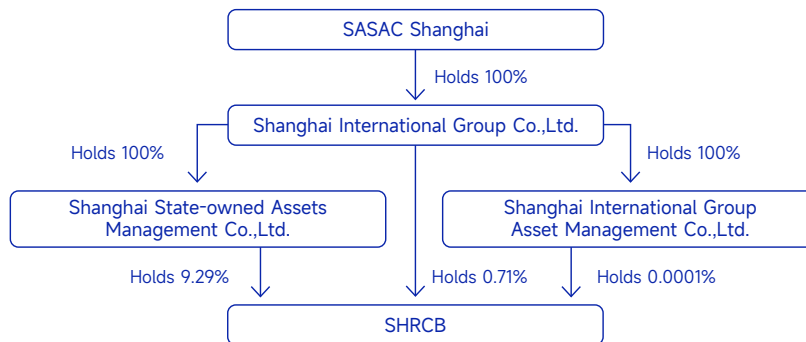 SASAC Shanghai
Holds 100%
Shanghai International Group Co.,Ltd.
Holds 100%
Holds 100%
Shanghai State-owned Assets
Management Co.,Ltd.
Shanghai International Group
Asset Management Co.,Ltd.
Holds 9.29%
Holds 0.71%
Holds 0.0001%
SHRCB